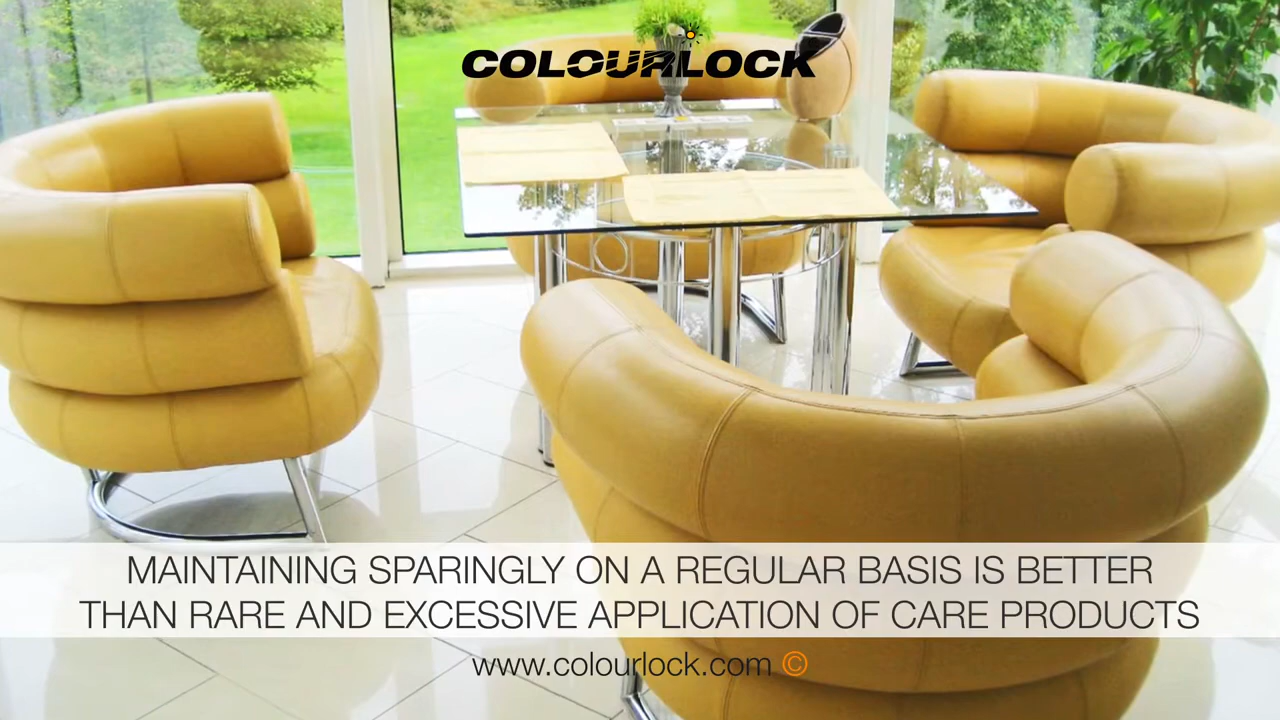 COLOURLOCK
MAINTAINING SPARINGLY ON A REGULAR BASIS IS BETTER
THAN RARE AND EXCESSIVE APPLICATION OF CARE PRODUCTS
www.colourlock.com ©